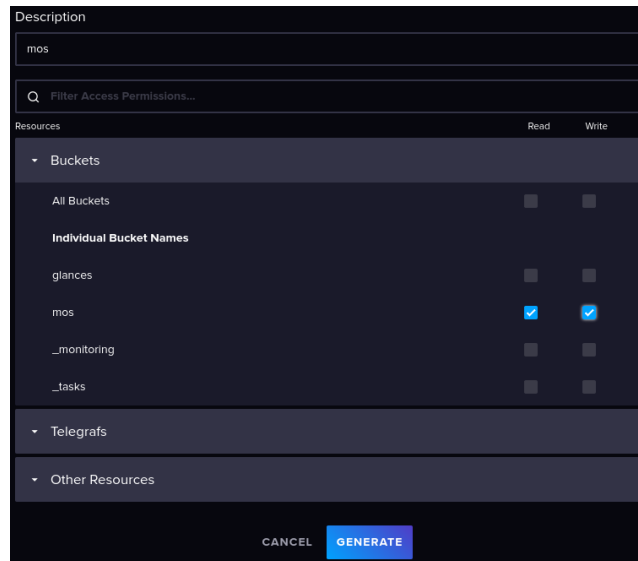 Description
mos
Filter Access Permissions...
Resources Read Write
Buckets
All Buckets
Individual Bucket Names
glances
mos
_monitoring
_tasks
Telegrafs
Other Resources
CANCEL GENERATE